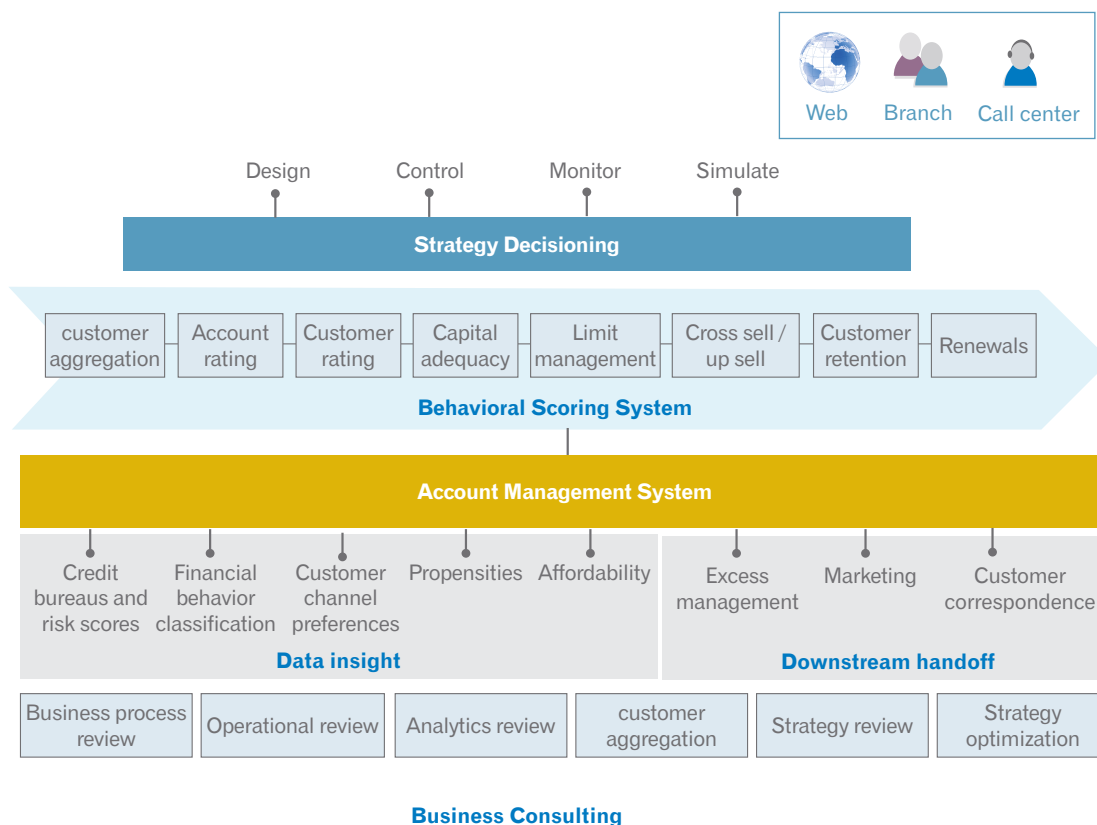 Web Branch Call center
Design Control Monitor Simulate
Strategy Decisioning
customer
aggregation
Account
rating
Customer
rating
Capital
adequacy
Limit
management
Cross sell /
up sell
Customer
retention
Renewals
Behavioral Scoring System
Account Management System
Credit
bureaus and
risk scores
Financial
behavior
classification
Customer
channel
preferences
Propensities
Affordability
Data insight
Excess
management
Marketing
Customer
correspondence
Downstream handoff
Business process
review
Operational review
Analytics review
customer
aggregation
Strategy review
Strategy
optimization
Business Consulting